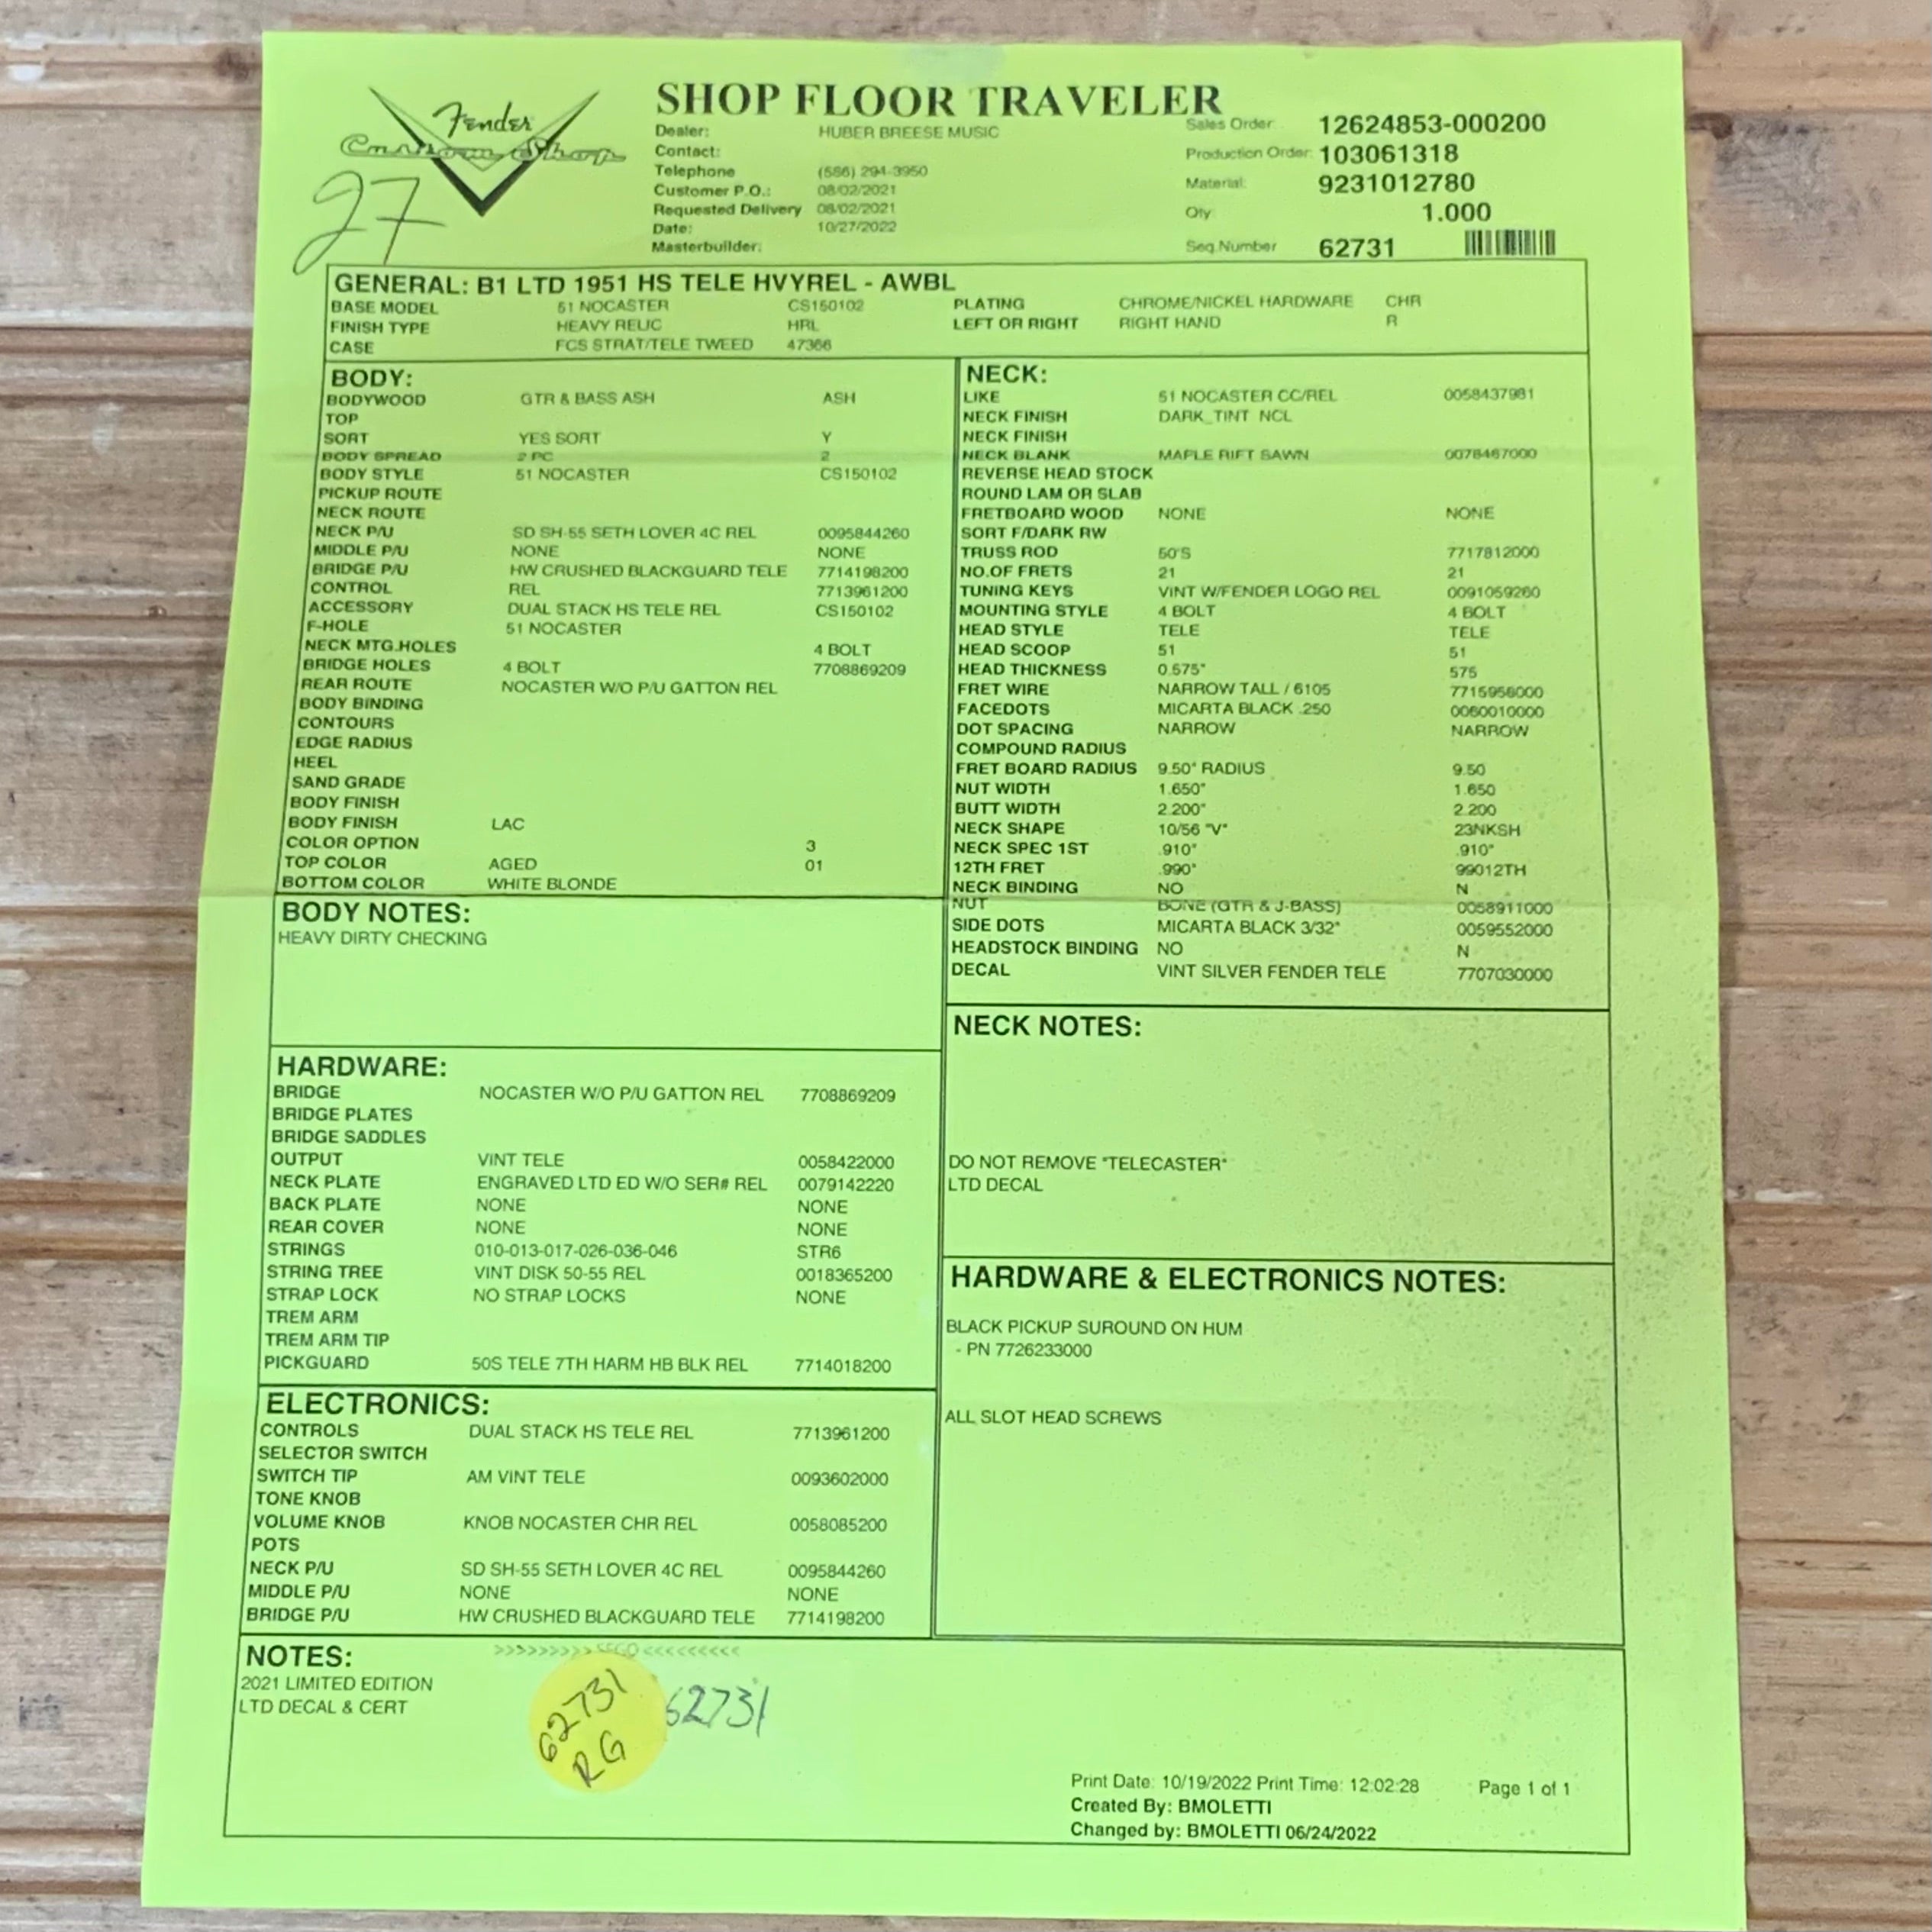 Fender
Custom Shop
27
SHOP FLOOR TRAVELER
Dealer: HUBER BREESE MUSIC
Contact:
Telephone (586) 294-3950
Customer P.O.: 08/02/2021
Requested Delivery 08/02/2021
Date: 10/27/2022
Masterbuilder:
Sales Order: 12624853-000200
Production Order: 103061318
Material: 9231012780
Qty: 1.000
Seq.Number 62731
GENERAL: B1 LTD 1951 HS TELE HVYREL - AWBL
BASE MODEL 51 NOCASTER CS150102 PLATING CHROME/NICKEL HARDWARE CHR
FINISH TYPE HEAVY RELIC HRL LEFT OR RIGHT RIGHT HAND R
CASE FCS STRAT/TELE TWEED 47366
BODY:
BODYWOOD GTR & BASS ASH ASH
TOP
SORT YES SORT Y
BODY SPREAD 2 PC 2
BODY STYLE 51 NOCASTER CS150102
PICKUP ROUTE
NECK ROUTE
NECK P/U SD SH-55 SETH LOVER 4C REL 0095844260
MIDDLE P/U NONE NONE
BRIDGE P/U HW CRUSHED BLACKGUARD TELE 7714198200
CONTROL REL 7713961200
ACCESSORY DUAL STACK HS TELE REL CS150102
F-HOLE 51 NOCASTER
NECK MTG.HOLES 4 BOLT
BRIDGE HOLES 4 BOLT 7708869209
REAR ROUTE NOCASTER W/O P/U GATTON REL
BODY BINDING
CONTOURS
EDGE RADIUS
HEEL
SAND GRADE
BODY FINISH
BODY FINISH LAC
COLOR OPTION 3
TOP COLOR AGED 01
BOTTOM COLOR WHITE BLONDE
NECK:
LIKE 51 NOCASTER CC/REL 0058437981
NECK FINISH DARK_TINT NCL
NECK FINISH
NECK BLANK MAPLE RIFT SAWN 0078467000
REVERSE HEAD STOCK
ROUND LAM OR SLAB
FRETBOARD WOOD NONE NONE
SORT F/DARK RW
TRUSS ROD 50'S 7717812000
NO.OF FRETS 21 21
TUNING KEYS VINT W/FENDER LOGO REL 0091059260
MOUNTING STYLE 4 BOLT 4 BOLT
HEAD STYLE TELE TELE
HEAD SCOOP 51 51
HEAD THICKNESS 0.575" 575
FRET WIRE NARROW TALL / 6105 7715956000
FACEDOTS MICARTA BLACK .250 0060010000
DOT SPACING NARROW NARROW
COMPOUND RADIUS
FRET BOARD RADIUS 9.50" RADIUS 9.50
NUT WIDTH 1.650" 1.650
BUTT WIDTH 2.200" 2.200
NECK SHAPE 10/56 "V" 23NKSH
NECK SPEC 1ST .910" .910"
12TH FRET .990" 99012TH
NECK BINDING NO N
NUT BONE (GTR & J-BASS) 0058911000
SIDE DOTS MICARTA BLACK 3/32" 0059552000
HEADSTOCK BINDING NO N
DECAL VINT SILVER FENDER TELE 7707030000
BODY NOTES:
HEAVY DIRTY CHECKING
NECK NOTES:
DO NOT REMOVE "TELECASTER"
LTD DECAL
HARDWARE:
BRIDGE NOCASTER W/O P/U GATTON REL 7708869209
BRIDGE PLATES
BRIDGE SADDLES
OUTPUT VINT TELE 0058422000
NECK PLATE ENGRAVED LTD ED W/O SER# REL 0079142220
BACK PLATE NONE NONE
REAR COVER NONE NONE
STRINGS 010-013-017-026-036-046 STR6
STRING TREE VINT DISK 50-55 REL 0018365200
STRAP LOCK NO STRAP LOCKS NONE
TREM ARM
TREM ARM TIP
PICKGUARD 50S TELE 7TH HARM HB BLK REL 7714018200
HARDWARE & ELECTRONICS NOTES:
BLACK PICKUP SUROUND ON HUM
- PN 7726233000
ALL SLOT HEAD SCREWS
ELECTRONICS:
CONTROLS DUAL STACK HS TELE REL 7713961200
SELECTOR SWITCH
SWITCH TIP AM VINT TELE 0093602000
TONE KNOB
VOLUME KNOB KNOB NOCASTER CHR REL 0058085200
POTS
NECK P/U SD SH-55 SETH LOVER 4C REL 0095844260
MIDDLE P/U NONE NONE
BRIDGE P/U HW CRUSHED BLACKGUARD TELE 7714198200
NOTES:
2021 LIMITED EDITION
LTD DECAL & CERT
62731
RG
62731
Print Date: 10/19/2022 Print Time: 12:02:28 Page 1 of 1
Created By: BMOLETTI
Changed by: BMOLETTI 06/24/2022